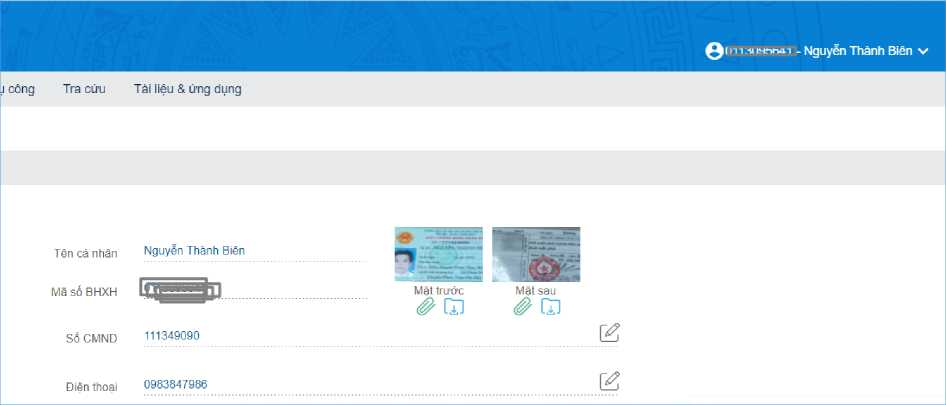 - Nguyễn Thành Biên
ụ công Tra cứu Tài liệu & ứng dụng
Tên cá nhân Nguyễn Thành Biên
Mặt trước Mặt sau
Mã số BHXH
Số CMND 111349090
Điện thoại 0983847986